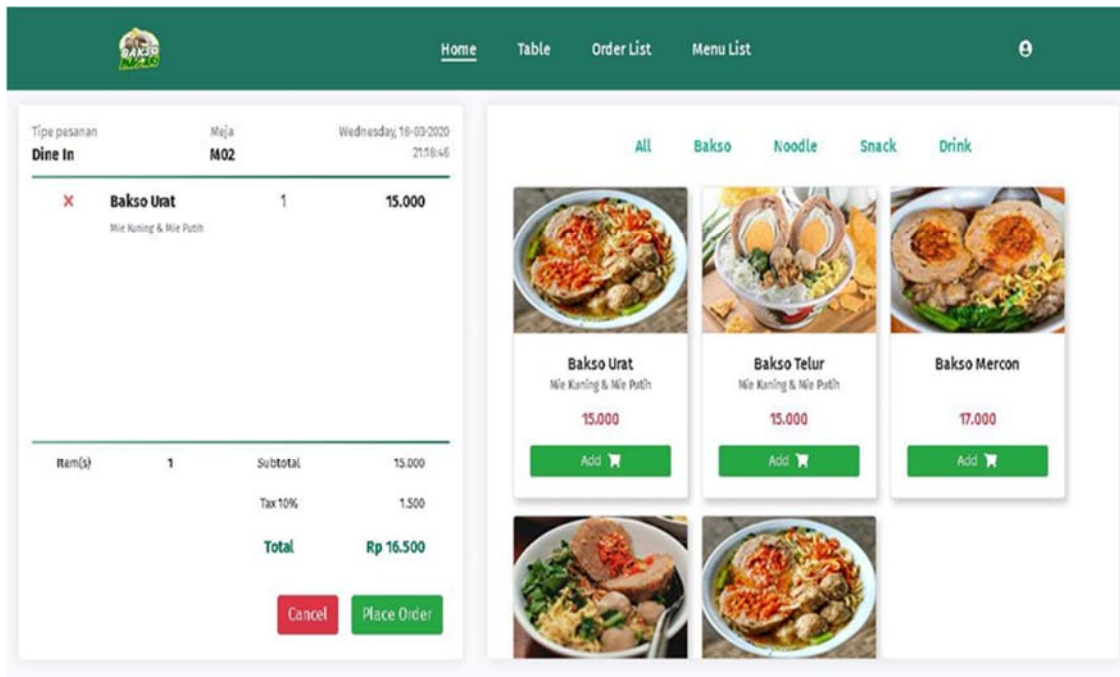 BAKSO
Home Table Order List Menu List
Tipe pesanan Meja Wednesday, 18-03-2020
Dine In M02 21:18:46
Bakso Urat 1 15.000
Mie Kuning & Mie Putih
Item(s) 1 Subtotal 15.000
Tax 10% 1.500
Total Rp 16.500
Cancel Place Order
All Bakso Noodle Snack Drink
Bakso Urat Bakso Telur Bakso Mercon
Mie Kuning & Mie Putih Mie Kuning & Mie Putih
15.000 15.000 17.000
Add Add Add